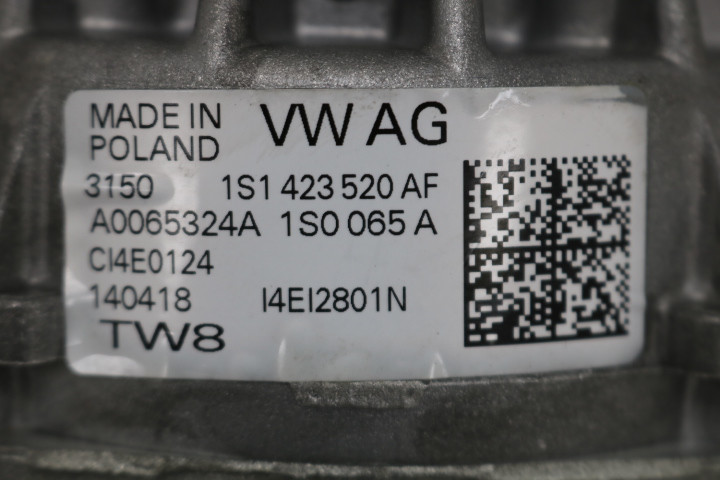 MADE IN VW AG
POLAND
3150 1S1 423 520 AF
A0065324A 1S0 065 A
CI4E0124
140418 I4EI2801N
TW8